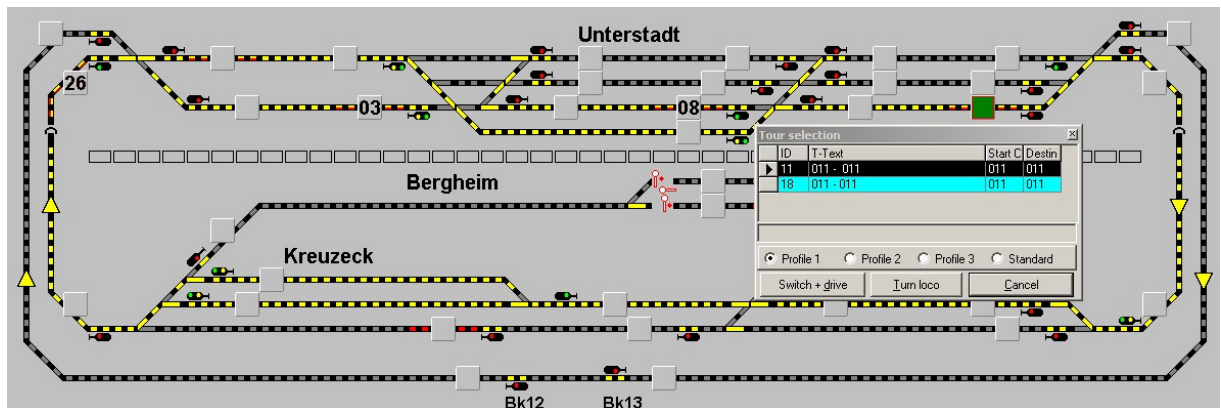 Unterstadt
26
03
08
Tour selection
ID T-Text Start C Destin
11 011 - 011 011 011
18 011 - 011 011 011
Bergheim
Kreuzeck
Profile 1 Profile 2 Profile 3 Standard
Switch + drive Turn loco Cancel
Bk12 Bk13